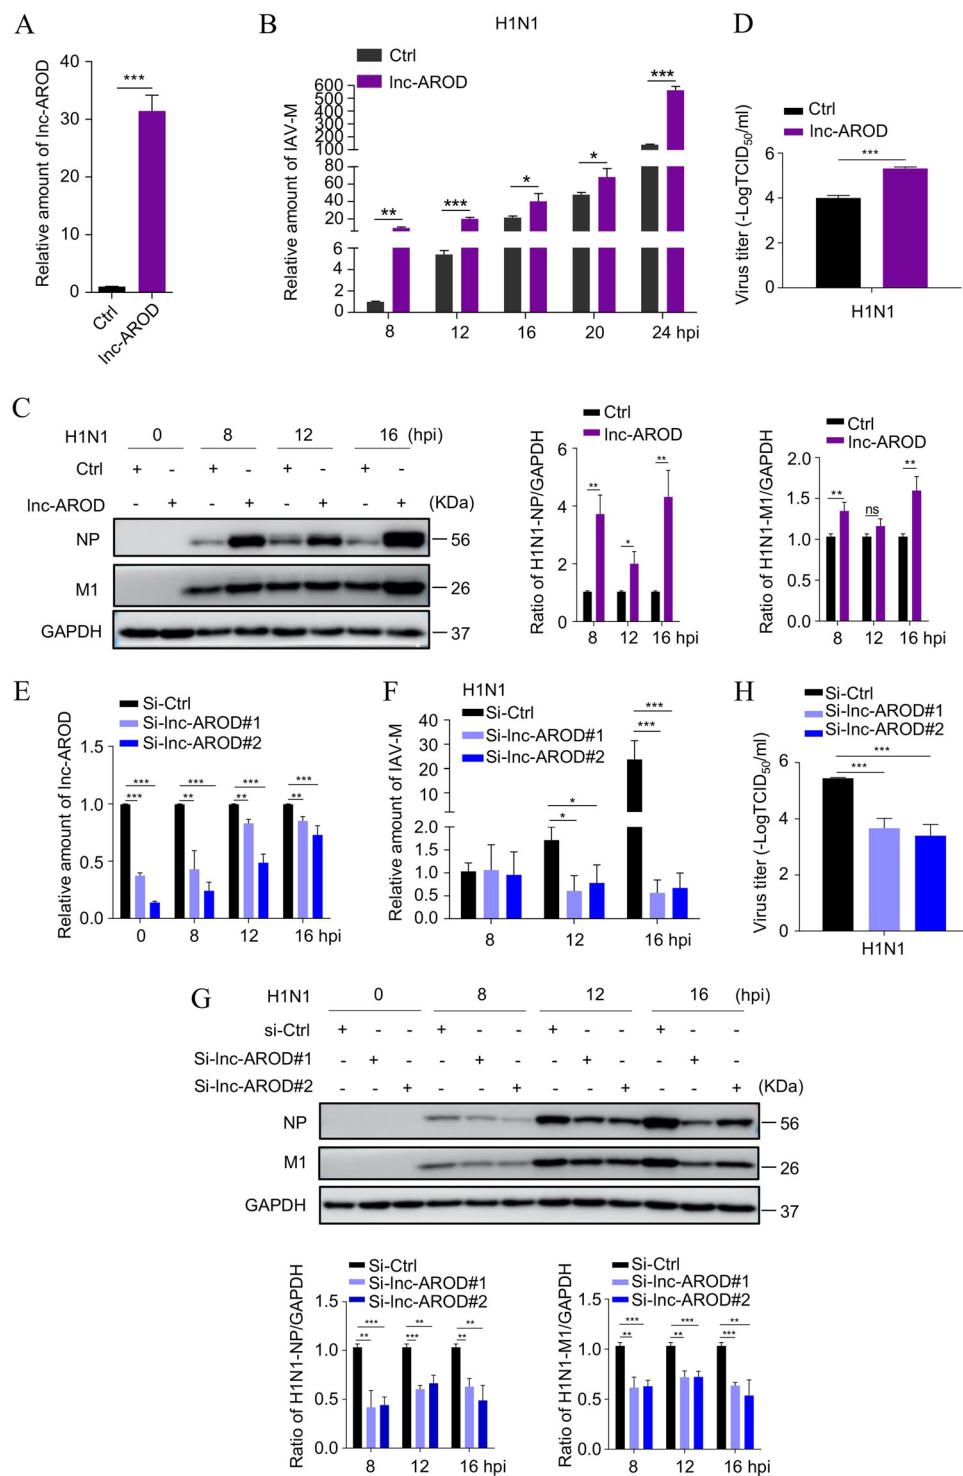 A
Relative amount of lnc-AROD
40
30
20
10
0
***
Ctrl
lnc-AROD
B
H1N1
Ctrl
lnc-AROD
Relative amount of IAV-M
600
500
400
300
200
100
80
60
40
20
6
4
2
0
**
***
*
*
***
8 12 16 20 24 hpi
D
Ctrl
lnc-AROD
Virus titer (-LogTCID50/ml)
6
4
2
0
***
H1N1
C
H1N1 0 8 12 16 (hpi)
Ctrl + - + - + - + -
lnc-AROD - + - + - + - + (KDa)
NP 56
M1 26
GAPDH 37
Ctrl
lnc-AROD
Ratio of H1N1-NP/GAPDH
6
4
2
0
**
*
**
8 12 16 hpi
Ctrl
lnc-AROD
Ratio of H1N1-M1/GAPDH
2.0
1.5
1.0
0.5
0.0
**
ns
**
8 12 16 hpi
E
Si-Ctrl
Si-lnc-AROD#1
Si-lnc-AROD#2
Relative amount of lnc-AROD
1.5
1.0
0.5
0.0
*** *** *** ***
*** ** ** **
0 8 12 16 hpi
F
H1N1
Si-Ctrl
Si-lnc-AROD#1
Si-lnc-AROD#2
Relative amount of IAV-M
40
30
20
10
2.0
1.5
1.0
0.5
0.0
*
*
***
***
8 12 16 hpi
H
Si-Ctrl
Si-lnc-AROD#1
Si-lnc-AROD#2
Virus titer (-LogTCID50/ml)
6
4
2
0
***
***
H1N1
G
H1N1 0 8 12 16 (hpi)
si-Ctrl + - - + - - + - - + - -
Si-lnc-AROD#1 - + - - + - - + - - + -
Si-lnc-AROD#2 - - + - - + - - + - - + (KDa)
NP 56
M1 26
GAPDH 37
Si-Ctrl
Si-lnc-AROD#1
Si-lnc-AROD#2
Ratio of H1N1-NP/GAPDH
1.5
1.0
0.5
0.0
*** ** **
** *** **
8 12 16 hpi
Si-Ctrl
Si-lnc-AROD#1
Si-lnc-AROD#2
Ratio of H1N1-M1/GAPDH
1.5
1.0
0.5
0.0
*** *** **
** ** ***
8 12 16 hpi